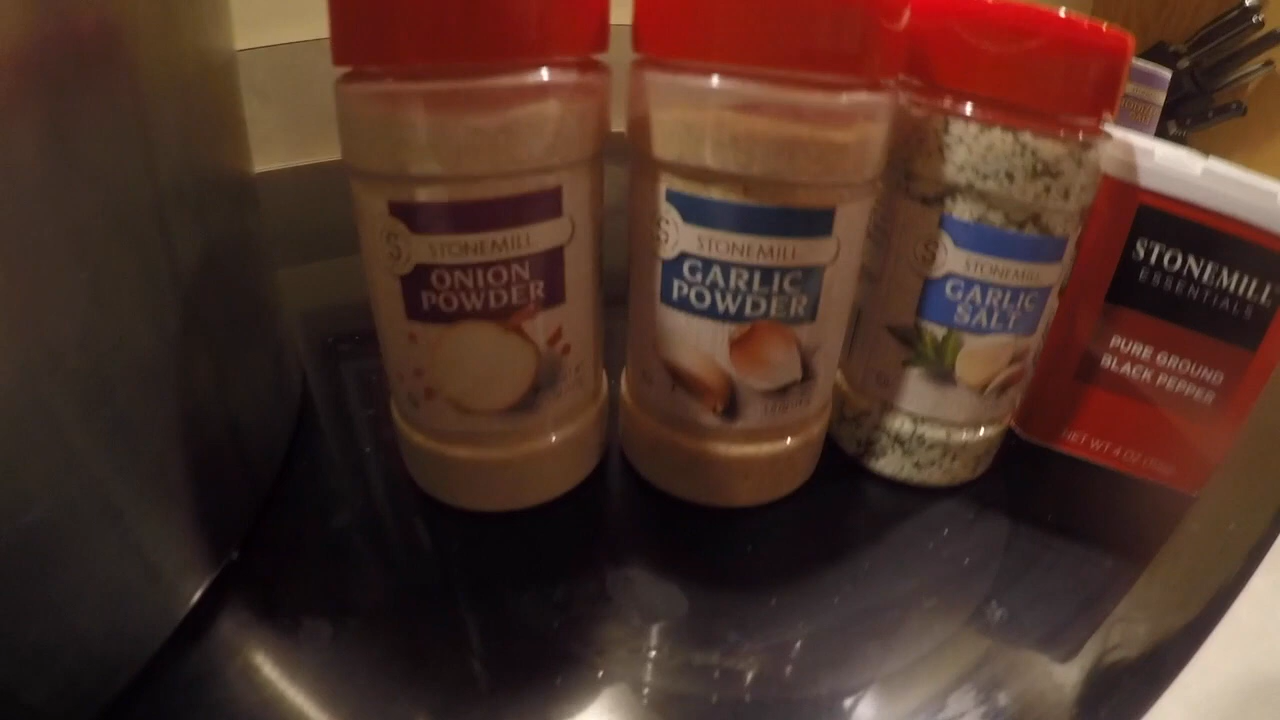 STONEMILL
ONION
POWDER
STONEMILL
GARLIC
POWDER
STONEMILL
GARLIC
SALT
STONEMILL
ESSENTIALS
PURE GROUND
BLACK PEPPER
NET WT 4 OZ